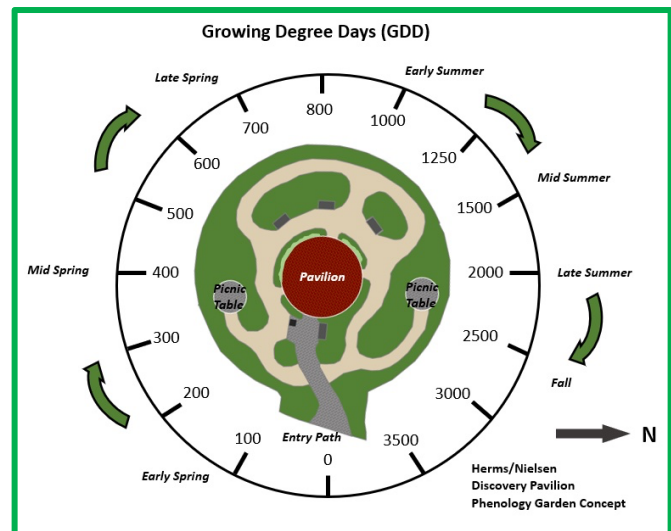 Growing Degree Days (GDD)
Late Spring
Early Summer
800
700
1000
600
1250
500
1500
Mid Summer
Mid Spring
400
Pavilion
2000
Late Summer
Picnic
Table
Picnic
Table
300
2500
Fall
200
3000
100
Entry Path
3500
N
0
Early Spring
Herms/Nielsen
Discovery Pavilion
Phenology Garden Concept